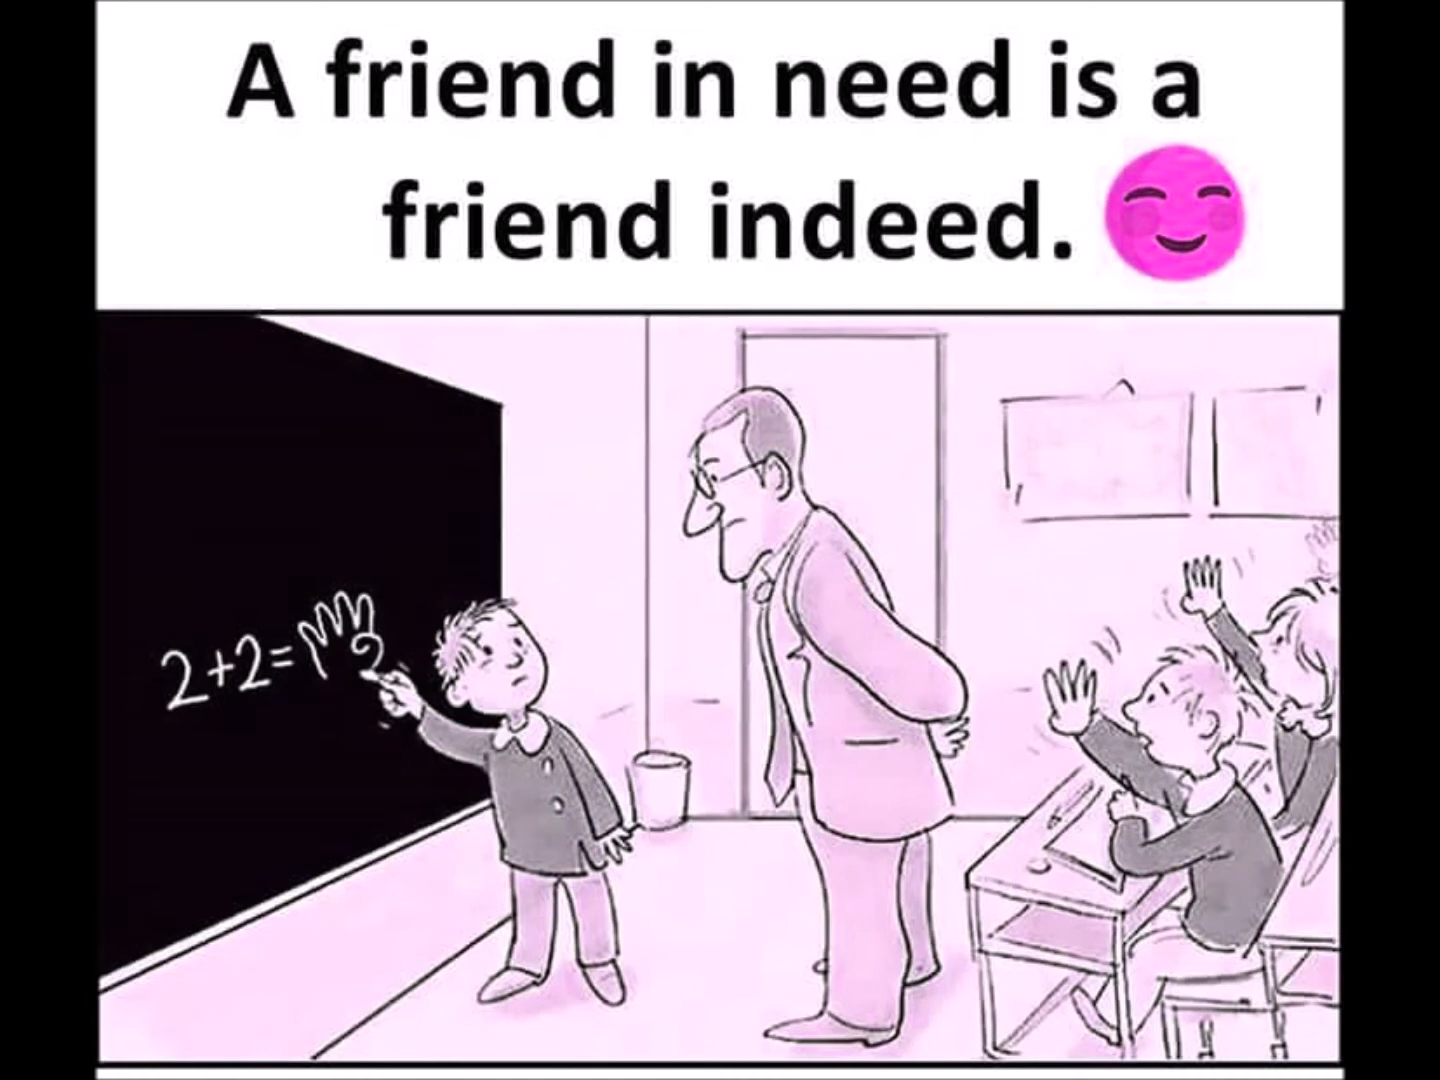 A friend in need is a
friend indeed.
2+2=